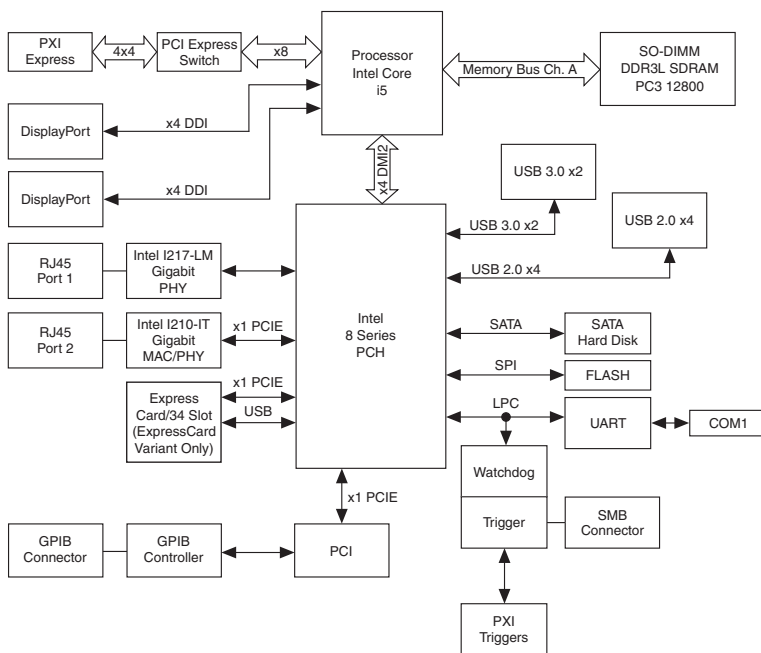 PXI
Express
4x4
PCI Express
Switch
x8
Processor
Intel Core
i5
Memory Bus Ch. A
SO-DIMM
DDR3L SDRAM
PC3 12800
DisplayPort
x4 DDI
DisplayPort
x4 DDI
x4 DMI2
USB 3.0 x2
USB 2.0 x4
USB 3.0 x2
USB 2.0 x4
RJ45
Port 1
Intel I217-LM
Gigabit
PHY
Intel
8 Series
PCH
RJ45
Port 2
Intel I210-IT
Gigabit
MAC/PHY
x1 PCIE
SATA
SATA
Hard Disk
SPI
FLASH
Express
Card/34 Slot
(ExpressCard
Variant Only)
x1 PCIE
USB
LPC
UART
COM1
Watchdog
x1 PCIE
Trigger
SMB
Connector
GPIB
Connector
GPIB
Controller
PCI
PXI
Triggers